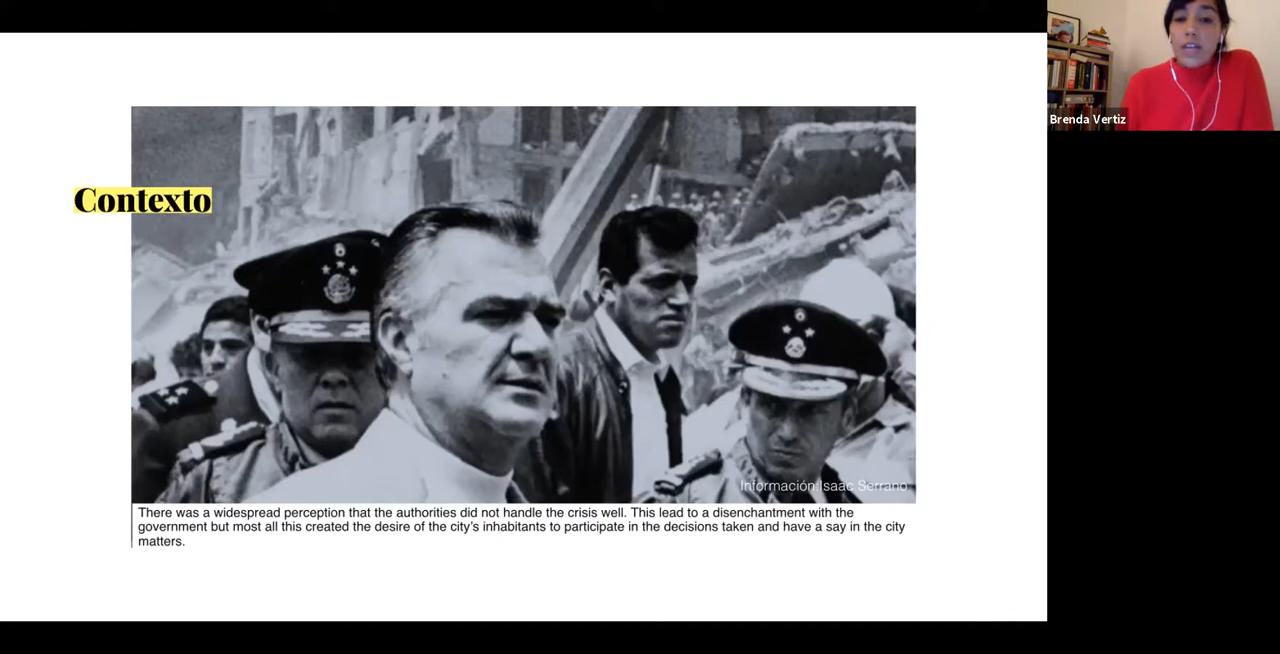 Contexto
Información:Isaac Serrano
There was a widespread perception that the authorities did not handle the crisis well. This lead to a disenchantment with the
government but most all this created the desire of the city's inhabitants to participate in the decisions taken and have a say in the city
matters.
Brenda Vertiz